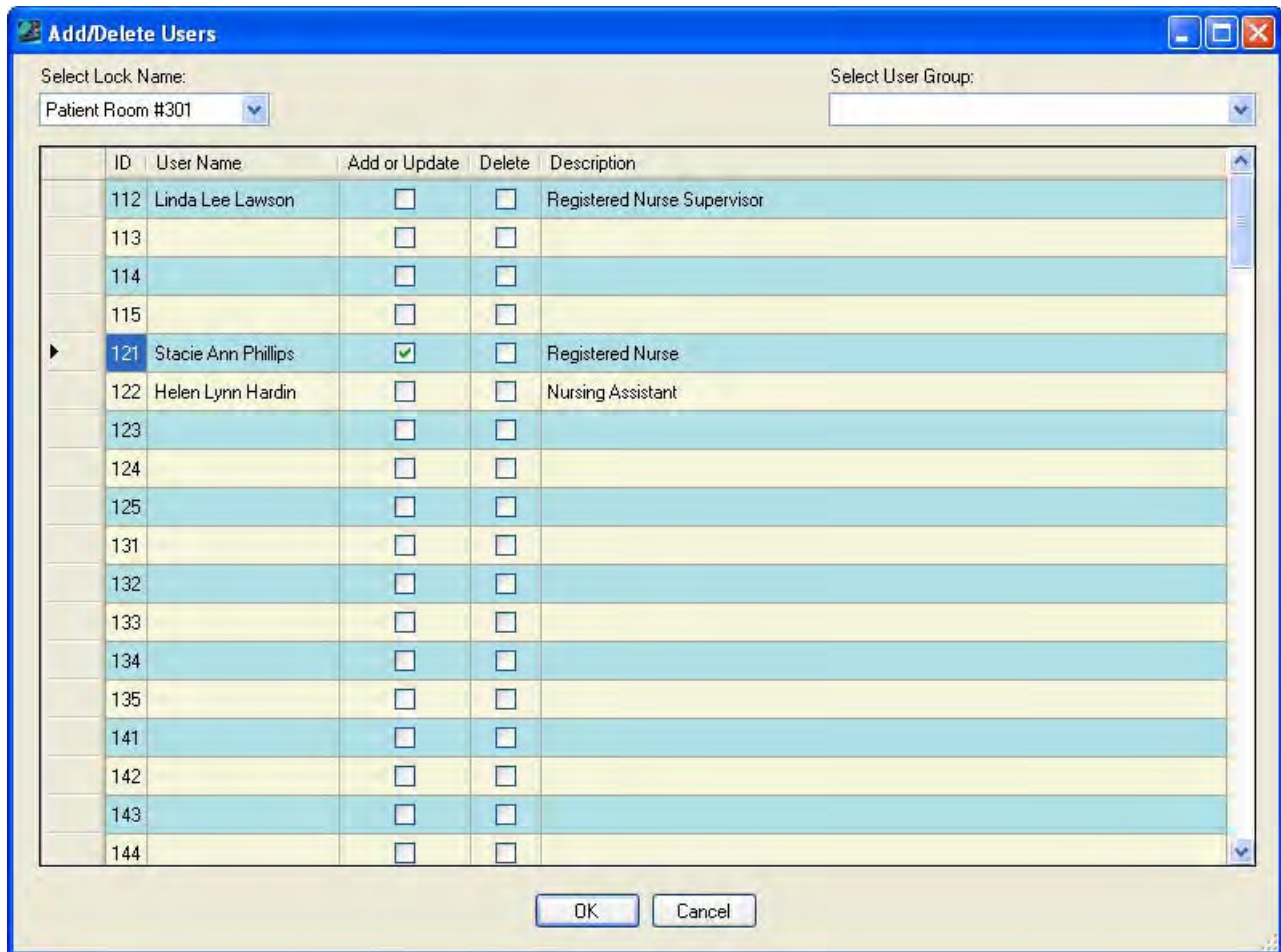 Add/Delete Users
Select Lock Name: Select User Group:
Patient Room #301
ID User Name Add or Update Delete Description
112 Linda Lee Lawson Registered Nurse Supervisor
113
114
115
121 Stacie Ann Phillips Registered Nurse
122 Helen Lynn Hardin Nursing Assistant
123
124
125
131
132
133
134
135
141
142
143
144
OK Cancel